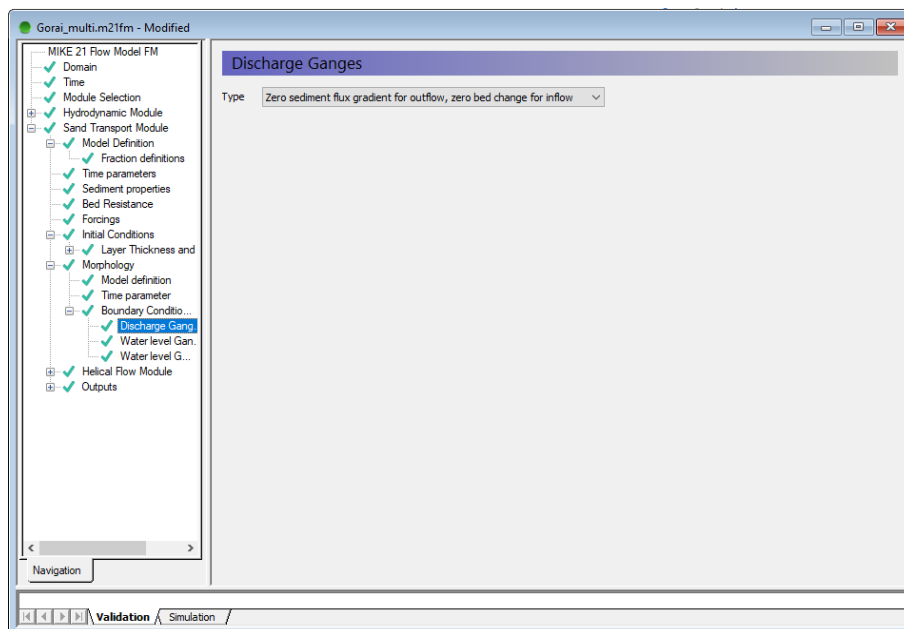 Gorai_multi.m21fm - Modified
MIKE 21 Flow Model FM
Domain
Time
Module Selection
Hydrodynamic Module
Sand Transport Module
Model Definition
Fraction definitions
Time parameters
Sediment properties
Bed Resistance
Forcings
Initial Conditions
Layer Thickness and
Morphology
Model definition
Time parameter
Boundary Conditio...
Discharge Gang.
Water level Gan.
Water level G...
Helical Flow Module
Outputs
Navigation
Discharge Ganges
Type Zero sediment flux gradient for outflow, zero bed change for inflow
Validation Simulation